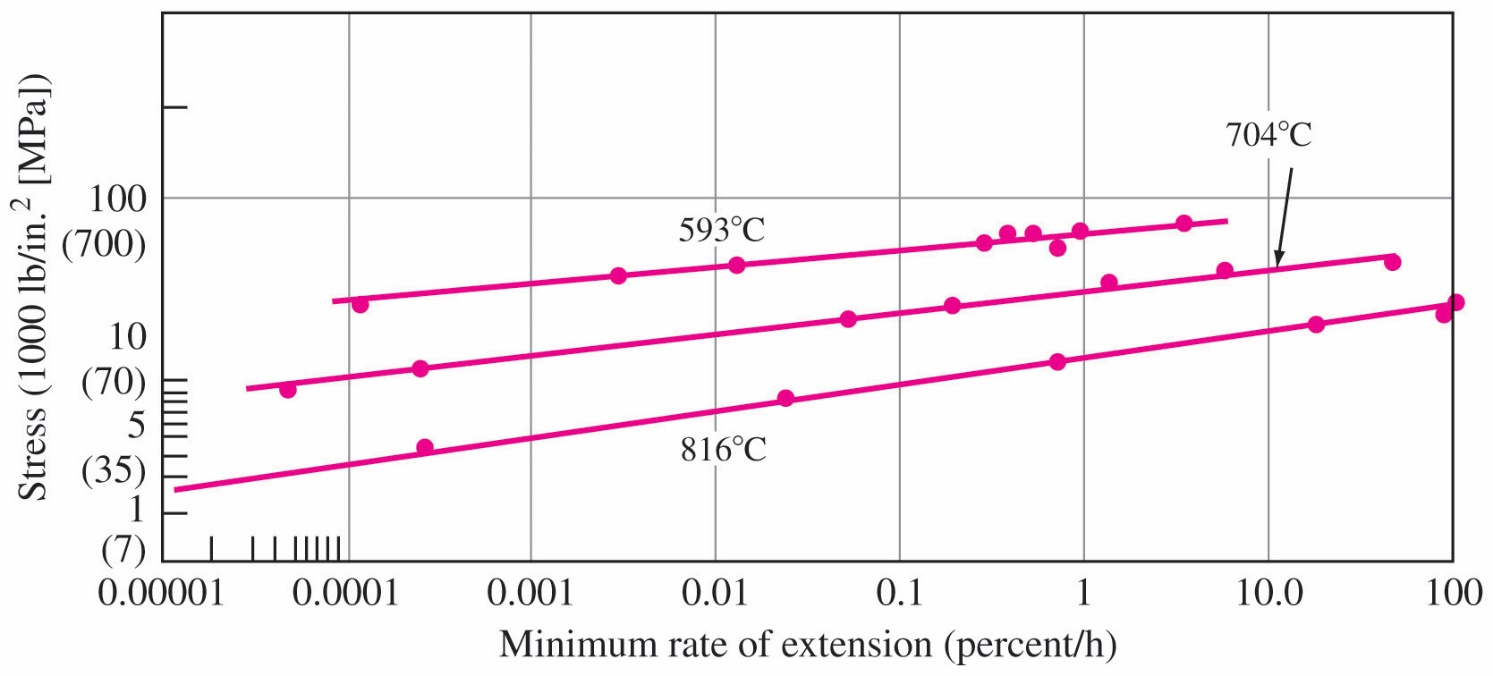 Stress (1000 lb/in.² [MPa])
100
(700)
10
(70)
5
(35)
1
(7)
593°C
704°C
816°C
0.00001 0.0001 0.001 0.01 0.1 1 10.0 100
Minimum rate of extension (percent/h)